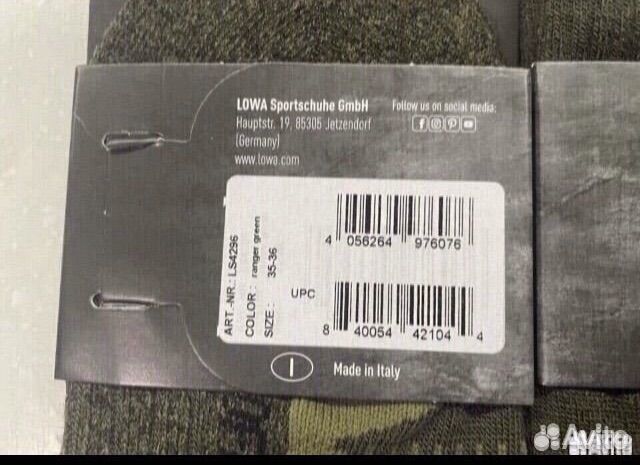 LOWA Sportschuhe GmbH
Hauptstr. 19, 85305 Jetzendorf
(Germany)
www.lowa.com
Follow us on social media:
ART.-NR.: LS4296
COLOR: ranger green
SIZE: 35-36
4 056264 976076
UPC
8 40054 42104 4
I
Made in Italy
Avito